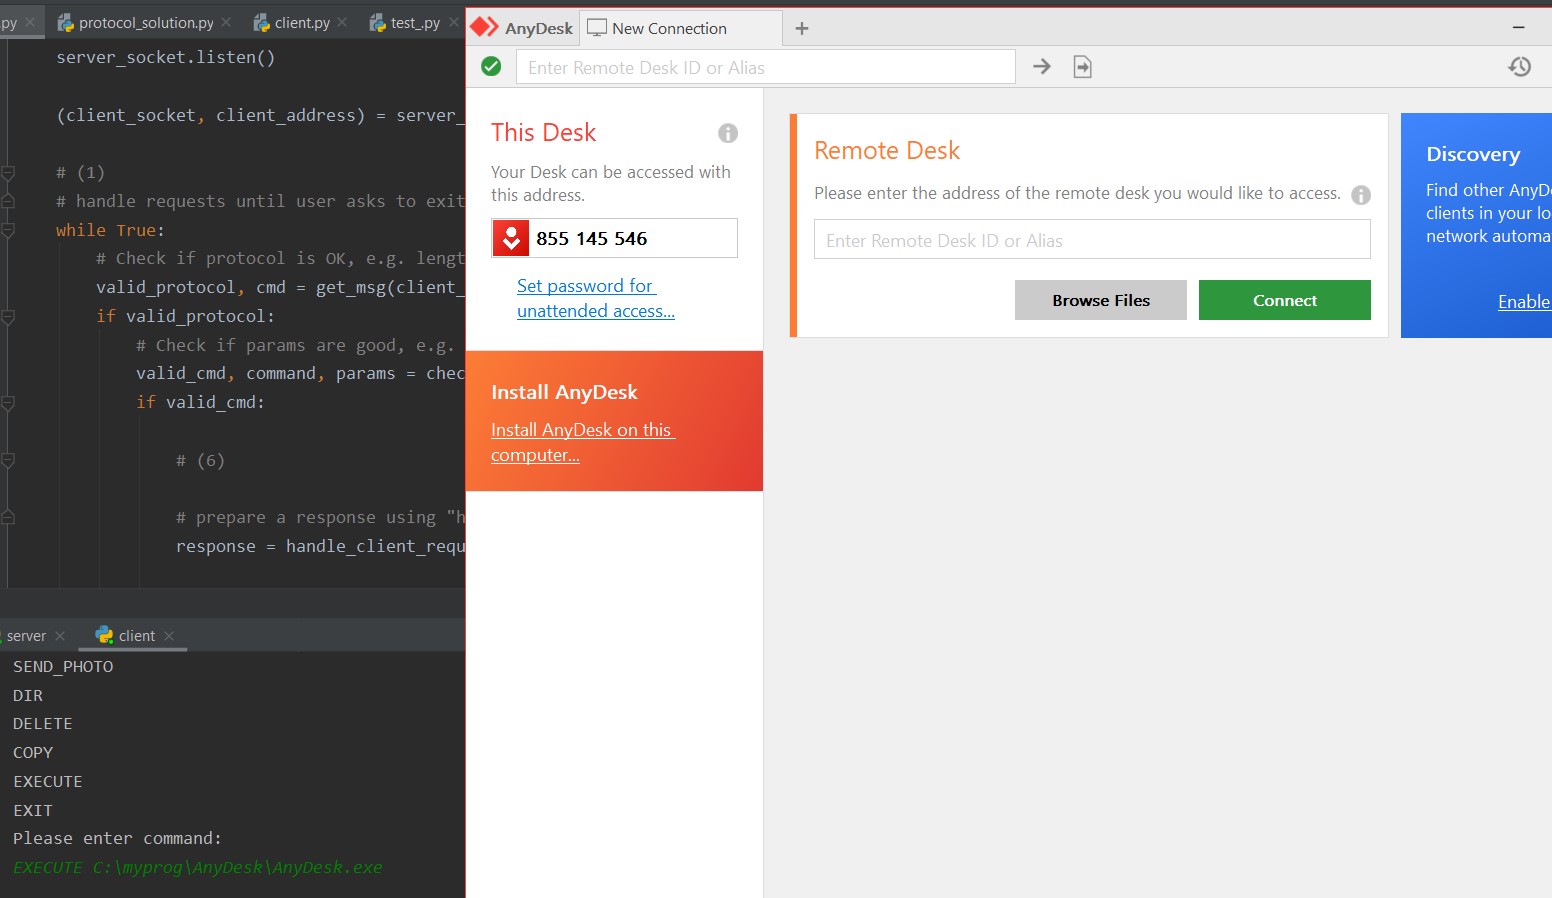 .py
protocol_solution.py
client.py
test_.py
server_socket.listen()
(client_socket, client_address) = server_
# (1)
# handle requests until user asks to exit
while True:
# Check if protocol is OK, e.g. lengt
valid_protocol, cmd = get_msg(client_
if valid_protocol:
# Check if params are good, e.g.
valid_cmd, command, params = chec
if valid_cmd:
# (6)
# prepare a response using "h
response = handle_client_requ
server
client
SEND_PHOTO
DIR
DELETE
COPY
EXECUTE
EXIT
Please enter command:
EXECUTE C:\myprog\AnyDesk\AnyDesk.exe
AnyDesk
New Connection
Enter Remote Desk ID or Alias
This Desk
Your Desk can be accessed with
this address.
855 145 546
Set password for
unattended access...
Install AnyDesk
Install AnyDesk on this
computer...
Remote Desk
Please enter the address of the remote desk you would like to access.
Enter Remote Desk ID or Alias
Browse Files
Connect
Discovery
Find other AnyDe
clients in your lo
network automa
Enable